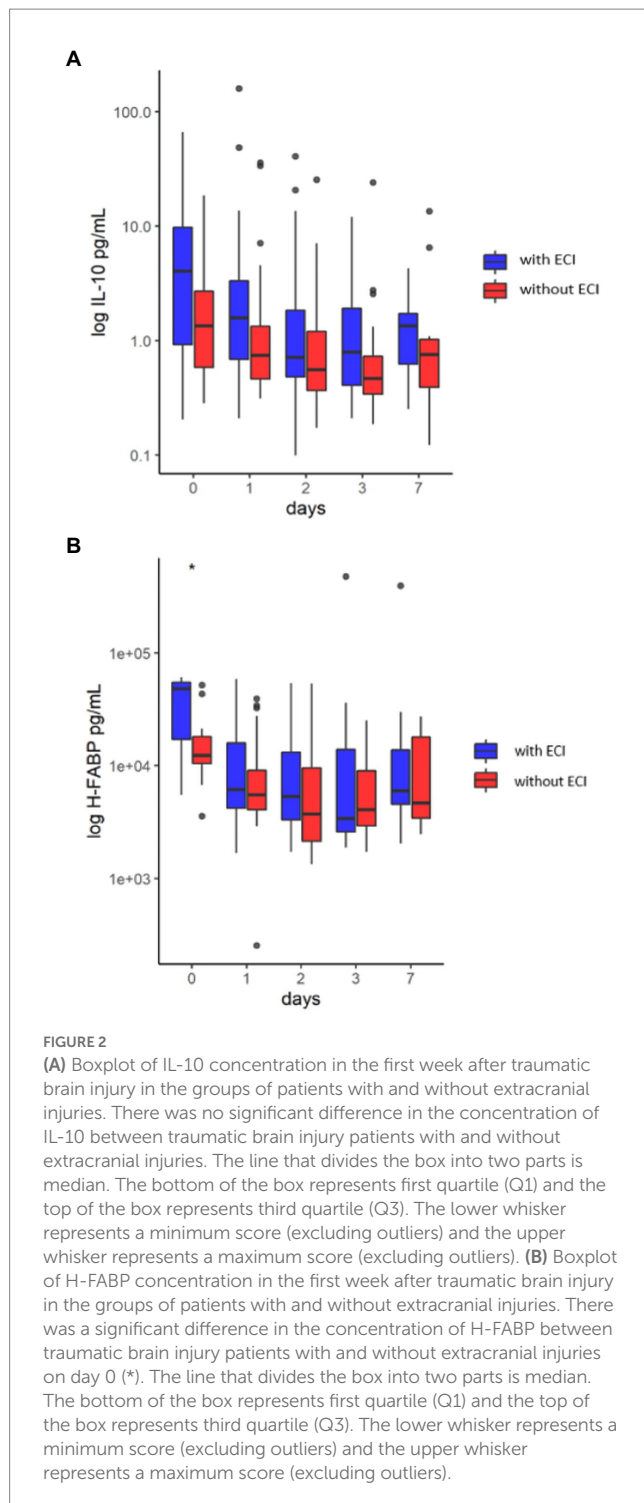 A
log IL-10 pg/mL
100.0
10.0
1.0
0.1
0
1
2
3
7
days
with ECI
without ECI
B
log H-FABP pg/mL
*
1e+05
1e+04
1e+03
0
1
2
3
7
days
with ECI
without ECI
FIGURE 2
(A) Boxplot of IL-10 concentration in the first week after traumatic
brain injury in the groups of patients with and without extracranial
injuries. There was no significant difference in the concentration of
IL-10 between traumatic brain injury patients with and without
extracranial injuries. The line that divides the box into two parts is
median. The bottom of the box represents first quartile (Q1) and the
top of the box represents third quartile (Q3). The lower whisker
represents a minimum score (excluding outliers) and the upper
whisker represents a maximum score (excluding outliers). (B) Boxplot
of H-FABP concentration in the first week after traumatic brain injury
in the groups of patients with and without extracranial injuries. There
was a significant difference in the concentration of H-FABP between
traumatic brain injury patients with and without extracranial injuries
on day 0 (*). The line that divides the box into two parts is median.
The bottom of the box represents first quartile (Q1) and the top of
the box represents third quartile (Q3). The lower whisker represents a
minimum score (excluding outliers) and the upper whisker
represents a maximum score (excluding outliers).